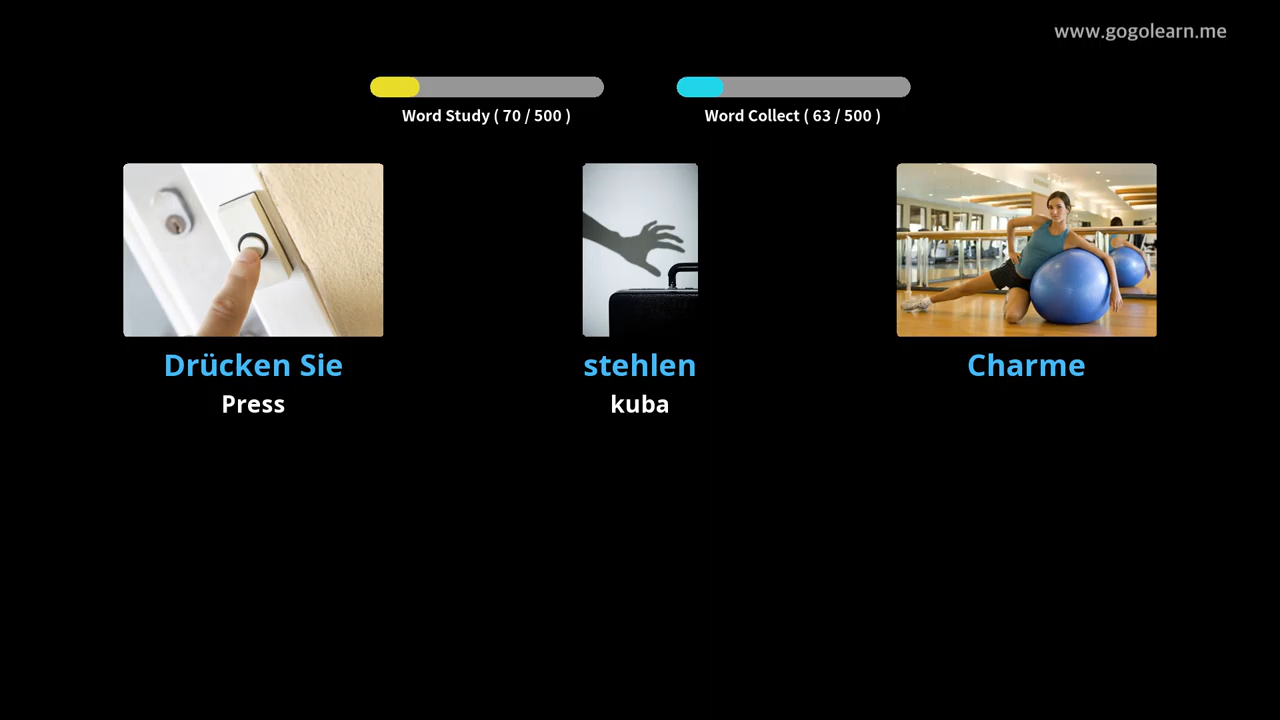 www.gogolearn.me
Word Study ( 70 / 500 )
Word Collect ( 63 / 500 )
Drücken Sie
Press
stehlen
kuba
Charme